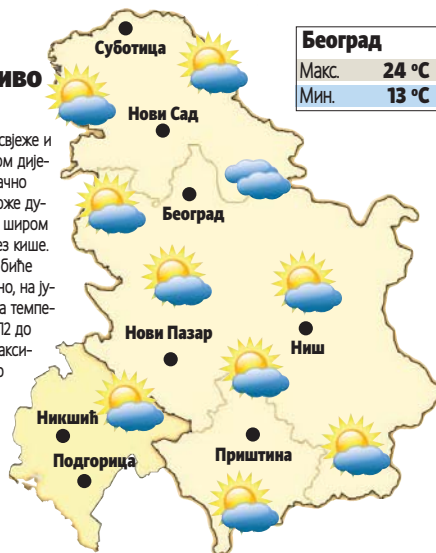 иво
свјеже и
ом дије-
ачно
оже ду-
широм
ез кише.
биће
но, на ју-
а темпе-
12 до
акси-
о
Београд
Макс. 24 °C
Мин. 13 °C
Суботица
Нови Сад
Београд
Нови Пазар
Ниш
Никшић
Подгорица
Приштина